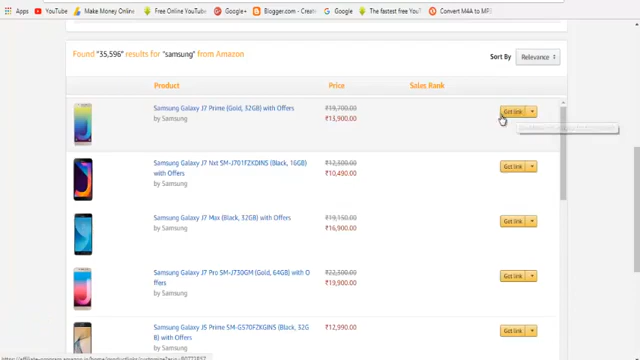 Apps YouTube Make Money Online Free Online YouTube Google+ Blogger.com - Creat Google The fastest free YouT Convert M4A to MP3
Found "35,596" results for "samsung" from Amazon
Sort By Relevance
Product Price Sales Rank
Samsung Galaxy J7 Prime (Gold, 32GB) with Offers ₹19,700.00 Get link
by Samsung ₹13,900.00
Samsung Galaxy J7 Nxt SM-J701FZKDINS (Black, 16GB) ₹12,300.00 Get link
with Offers ₹10,490.00
by Samsung
Samsung Galaxy J7 Max (Black, 32GB) with Offers ₹19,150.00 Get link
by Samsung ₹16,900.00
Samsung Galaxy J7 Pro SM-J730GM (Gold, 64GB) with O ₹22,300.00 Get link
ffers ₹19,900.00
by Samsung
Samsung Galaxy J5 Prime SM-G570FZKGINS (Black, 32G ₹12,990.00 Get link
B) with Offers